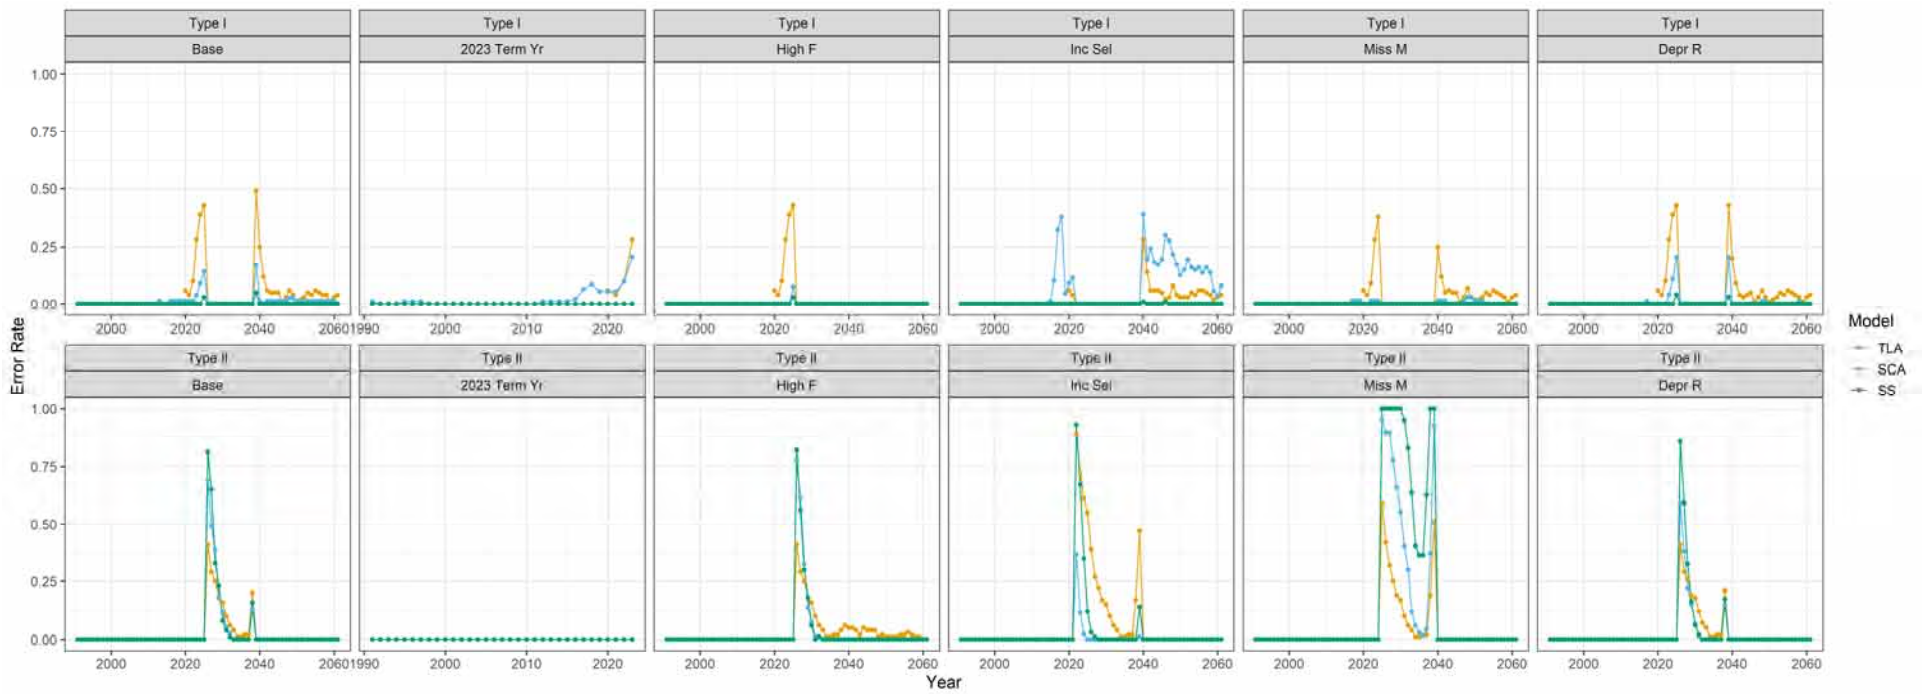 Type I Type I Type I Type I Type I Type I
Base 2023 Term Yr High F Inc Sel Miss M Depr R
1.00
0.75
0.50
0.25
0.00
2000 2020 2040 2060 1990 2000 2010 2020 2000 2020 2040 2060 2000 2020 2040 2060 2000 2020 2040 2060 2000 2020 2040 2060
Error Rate
Type II Type II Type II Type II Type II Type II
Base 2023 Term Yr High F Inc Sel Miss M Depr R
1.00
0.75
0.50
0.25
0.00
2000 2020 2040 2060 1990 2000 2010 2020 2000 2020 2040 2060 2000 2020 2040 2060 2000 2020 2040 2060 2000 2020 2040 2060
Year
Model
TLA
SCA
SS